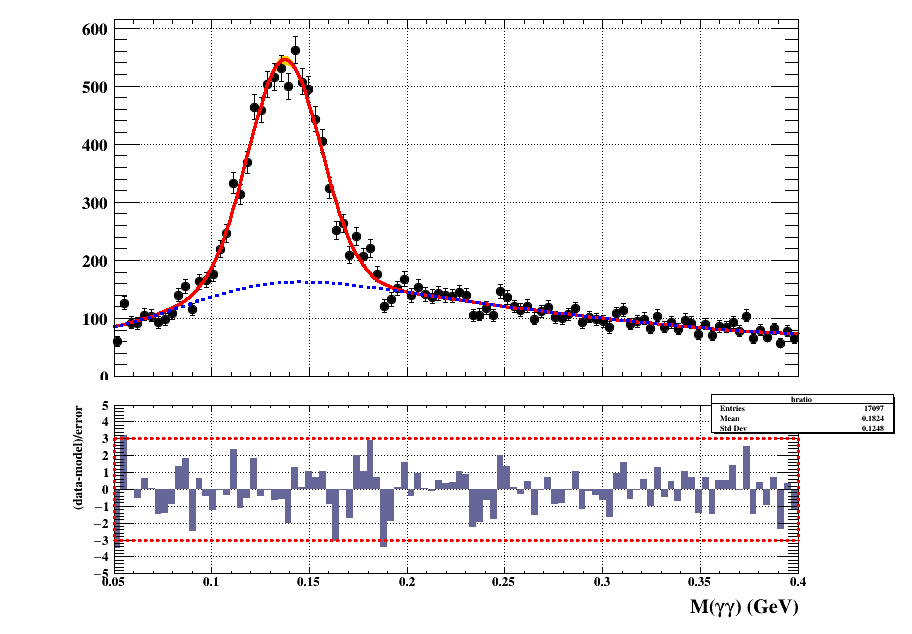 600
500
400
300
200
100
0
hratio
Entries 17097
Mean 0.1824
Std Dev 0.1248
(data-model)/error
5
4
3
2
1
0
−1
−2
−3
−4
−5
0.05 0.1 0.15 0.2 0.25 0.3 0.35 0.4
M(γγ) (GeV)